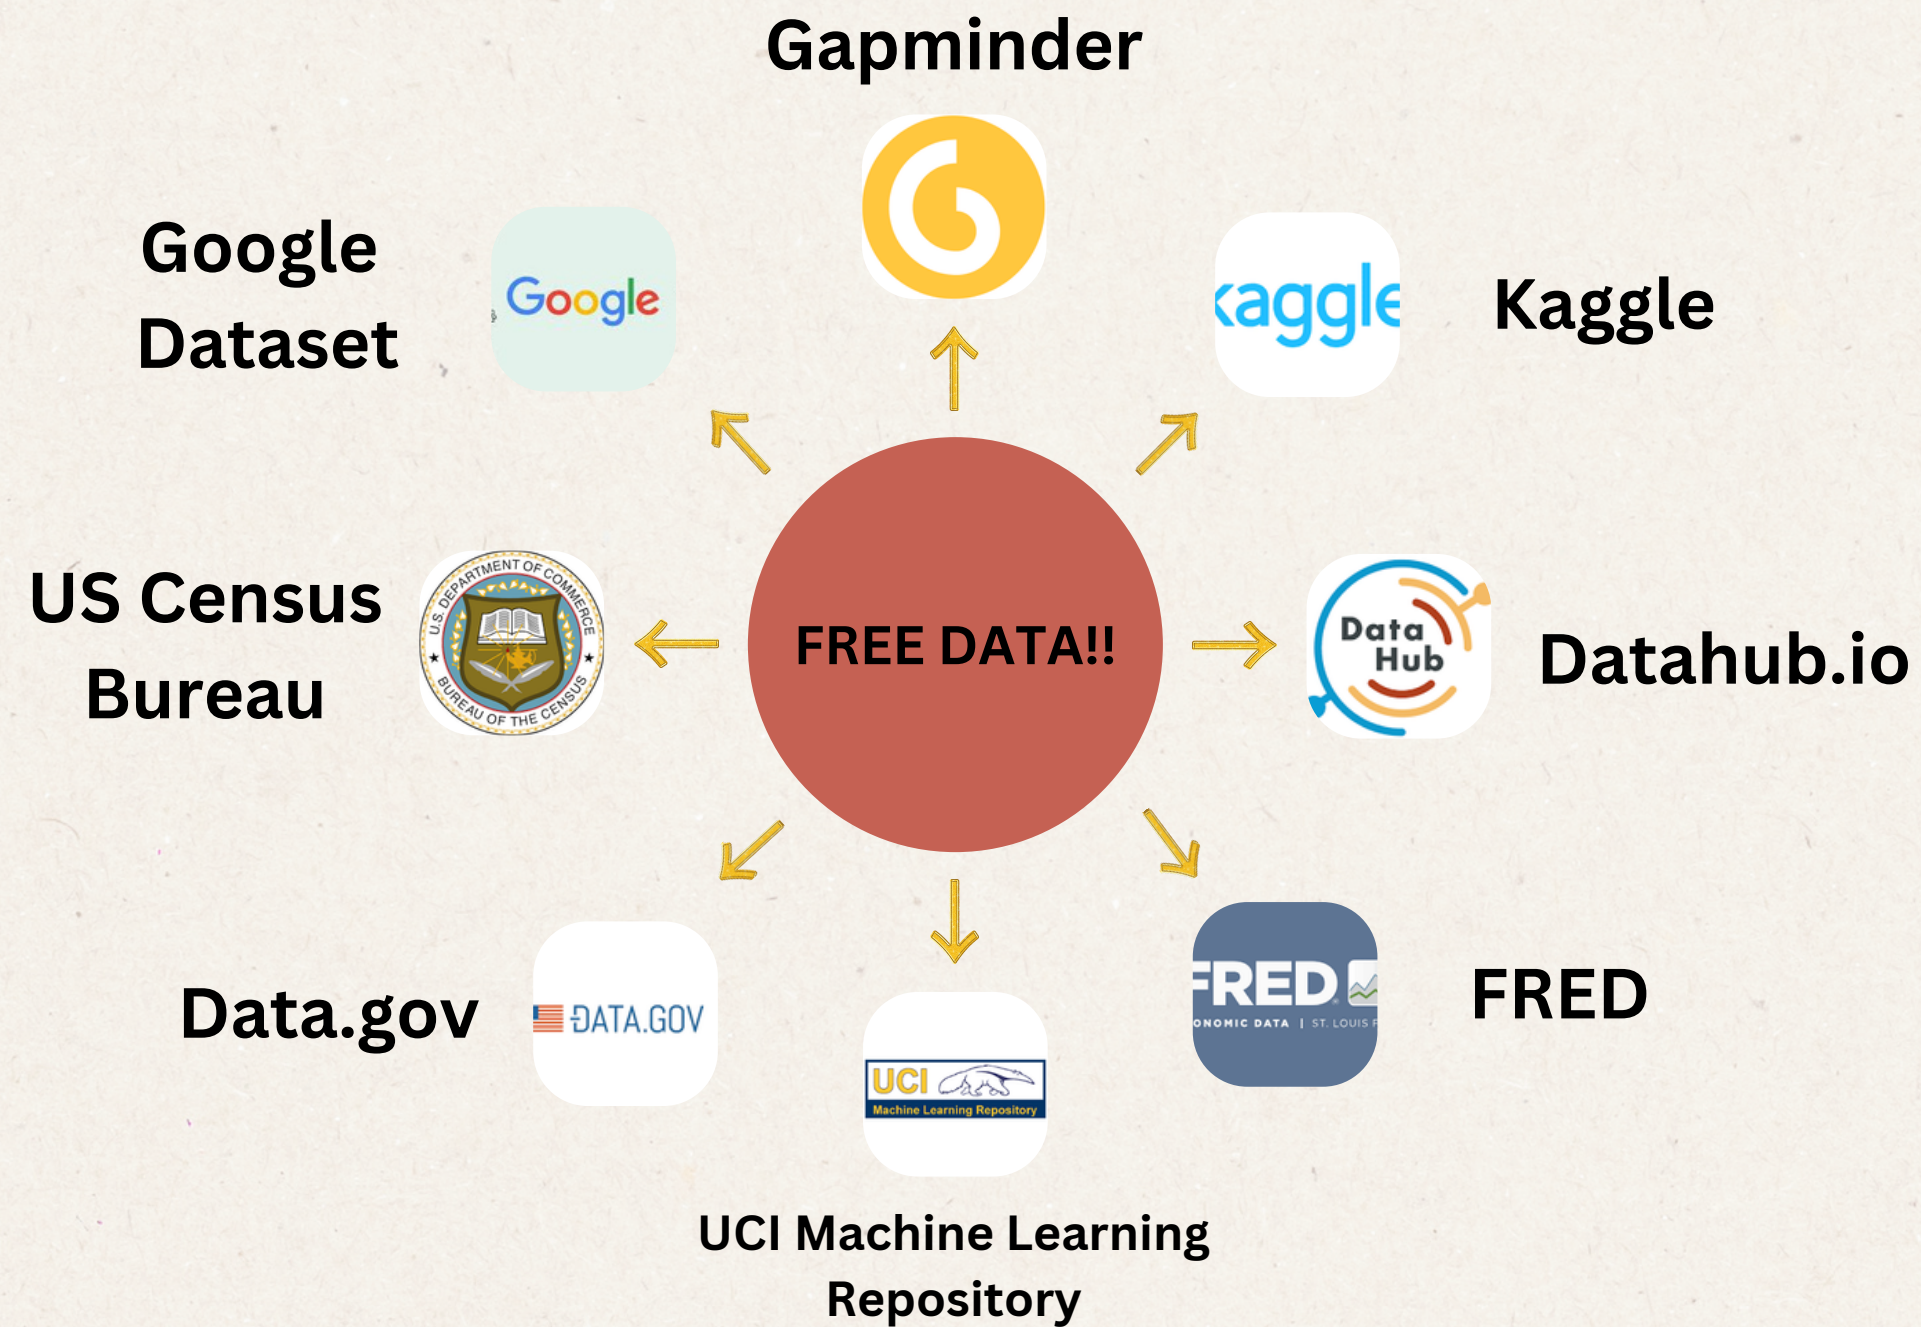 Gapminder
Google
Dataset
Google
kaggle
Kaggle
US Census
Bureau
U.S. DEPARTMENT OF COMMERCE
BUREAU OF THE CENSUS
FREE DATA!!
Data
Hub
Datahub.io
Data.gov
DATA.GOV
FRED
ONOMIC DATA | ST. LOUIS F
FRED
UCI
Machine Learning Repository
UCI Machine Learning
Repository